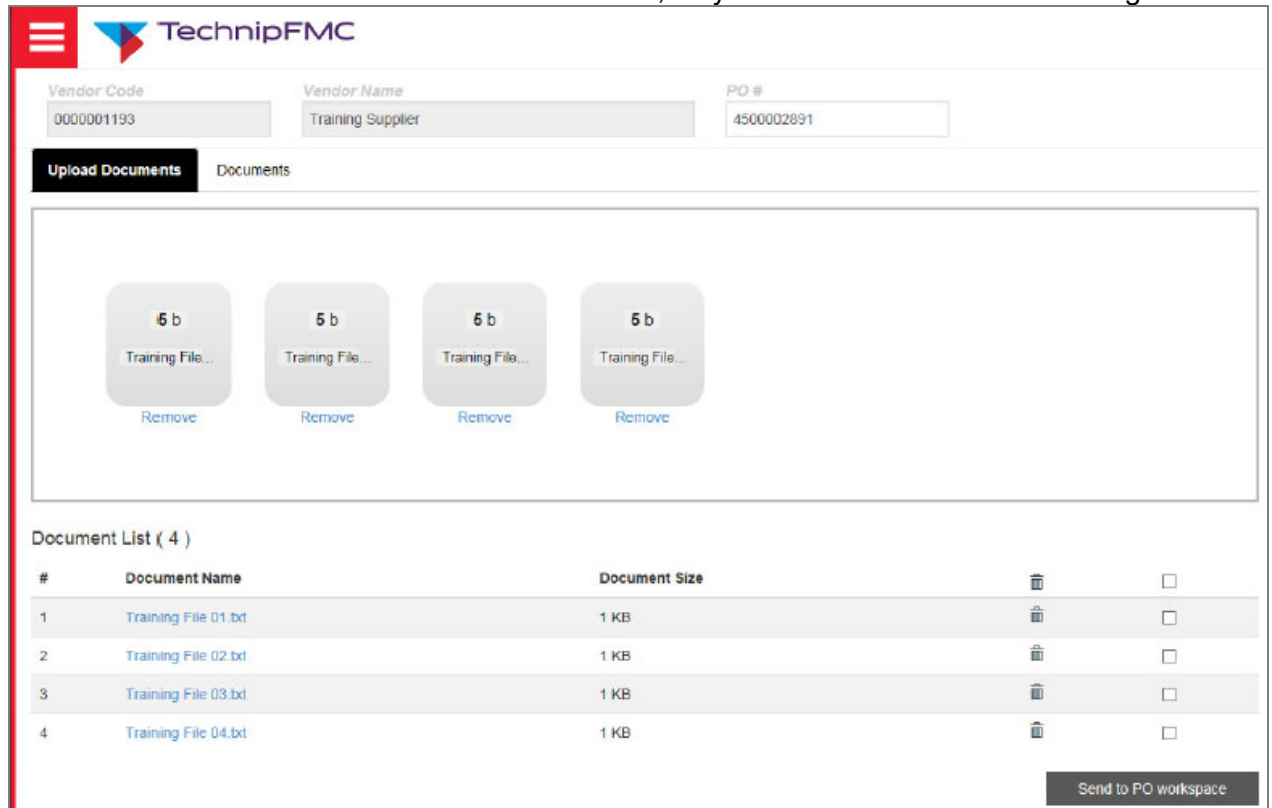 TechnipFMC
Vendor Code Vendor Name PO #
0000001193 Training Supplier 4500002891
Upload Documents Documents
5 b 5 b 5 b 5 b
Training File... Training File... Training File... Training File...
Remove Remove Remove Remove
Document List ( 4 )
# Document Name Document Size
1 Training File 01.txt 1 KB
2 Training File 02.txt 1 KB
3 Training File 03.txt 1 KB
4 Training File 04.txt 1 KB
Send to PO workspace